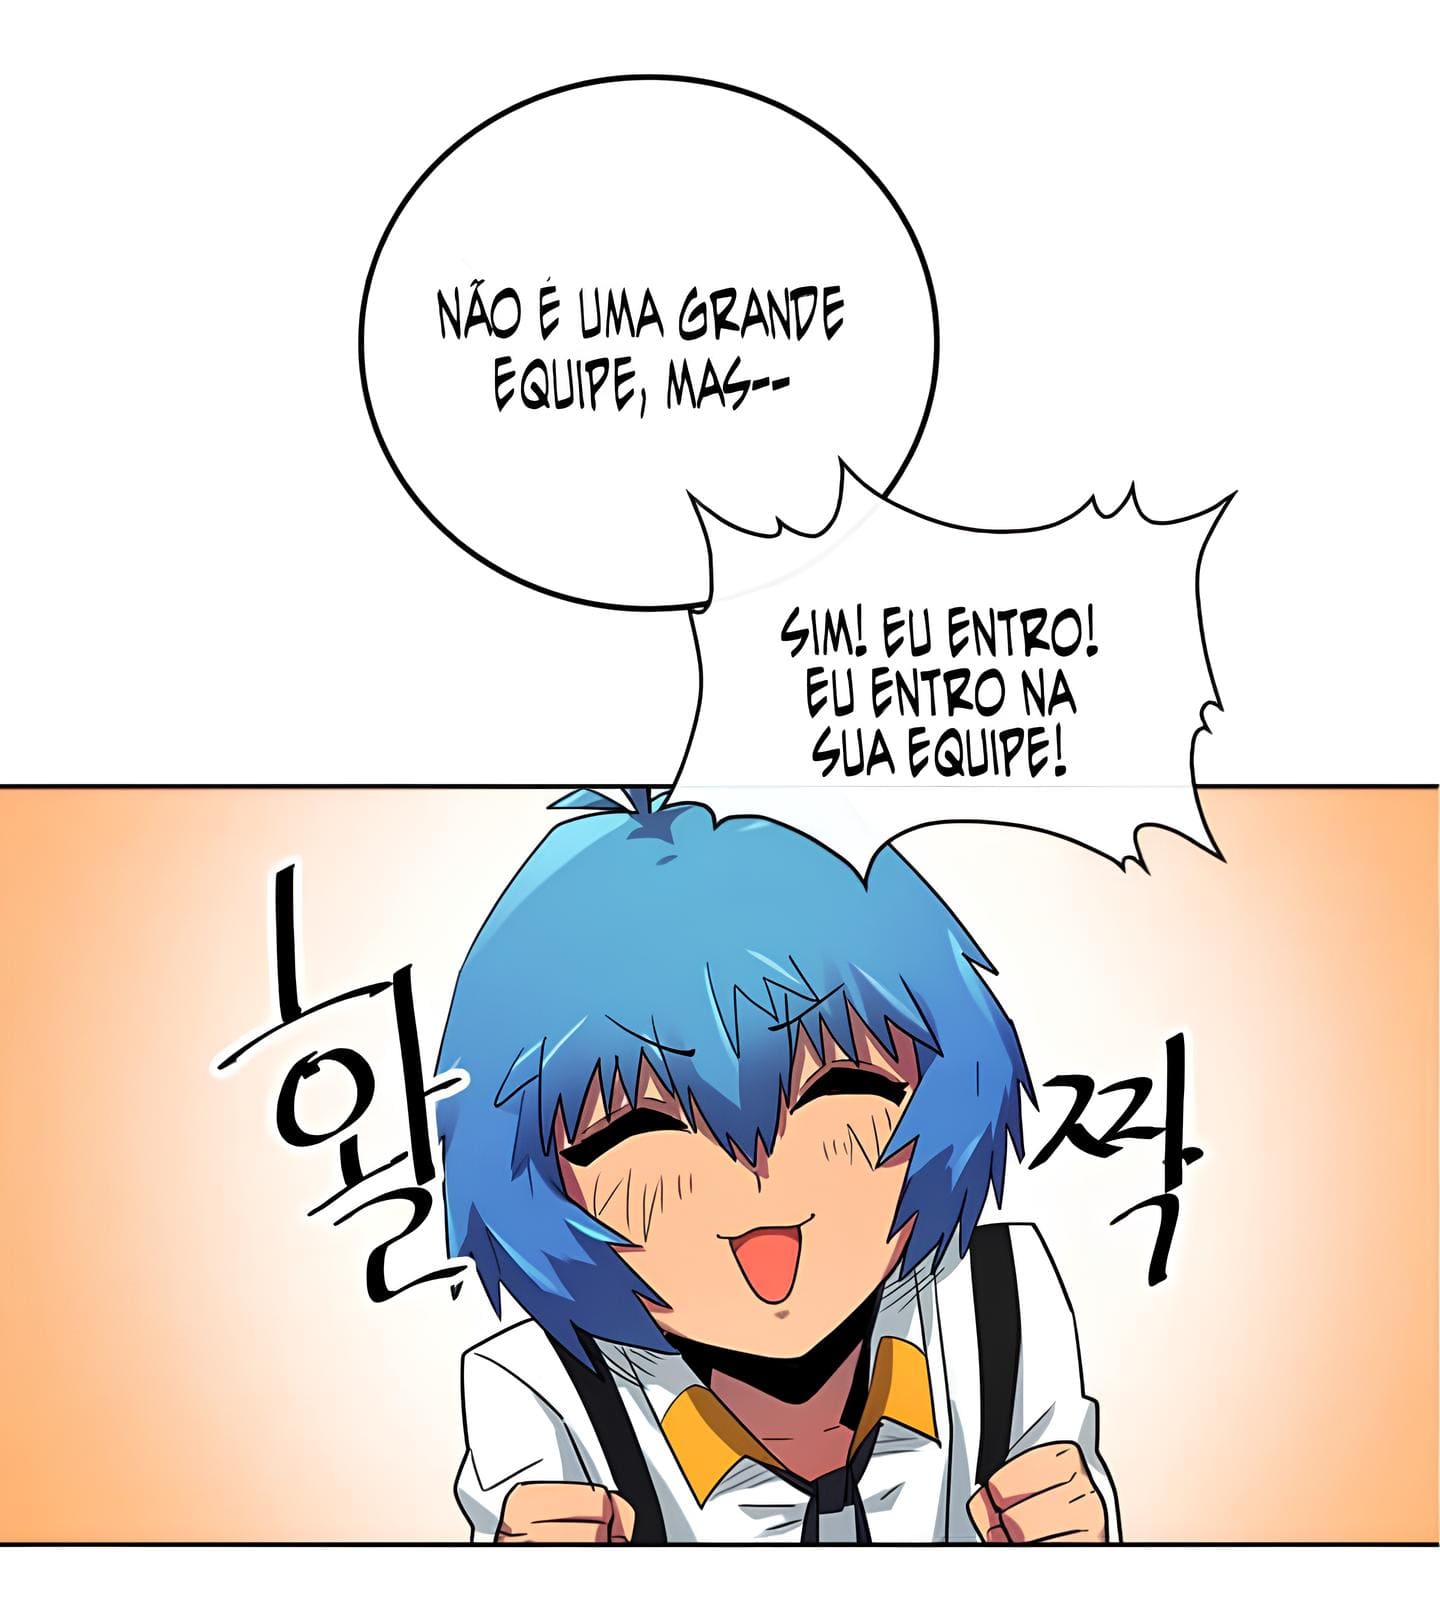 NÃO É UMA GRANDE
EQUIPE, MAS--
SIM! EU ENTRO!
EU ENTRO NA
SUA EQUIPE!
활
짝